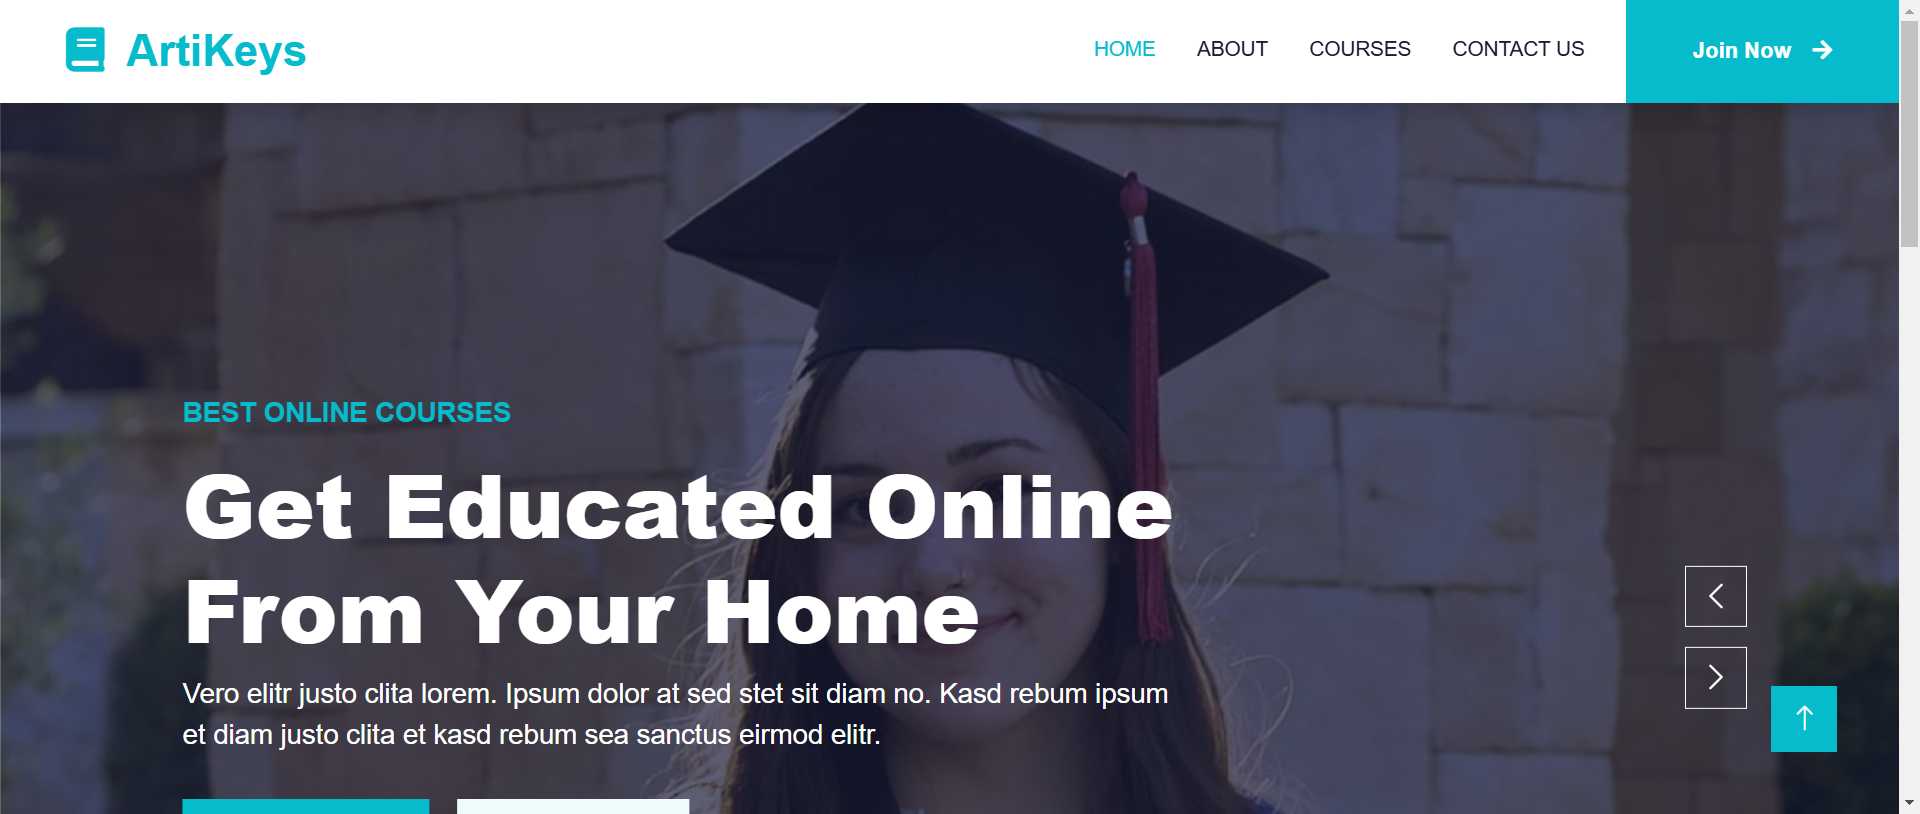 ArtiKeys
HOME ABOUT COURSES CONTACT US
Join Now
BEST ONLINE COURSES
Get Educated Online
From Your Home
Vero elitr justo clita lorem. Ipsum dolor at sed stet sit diam no. Kasd rebum ipsum
et diam justo clita et kasd rebum sea sanctus eirmod elitr.